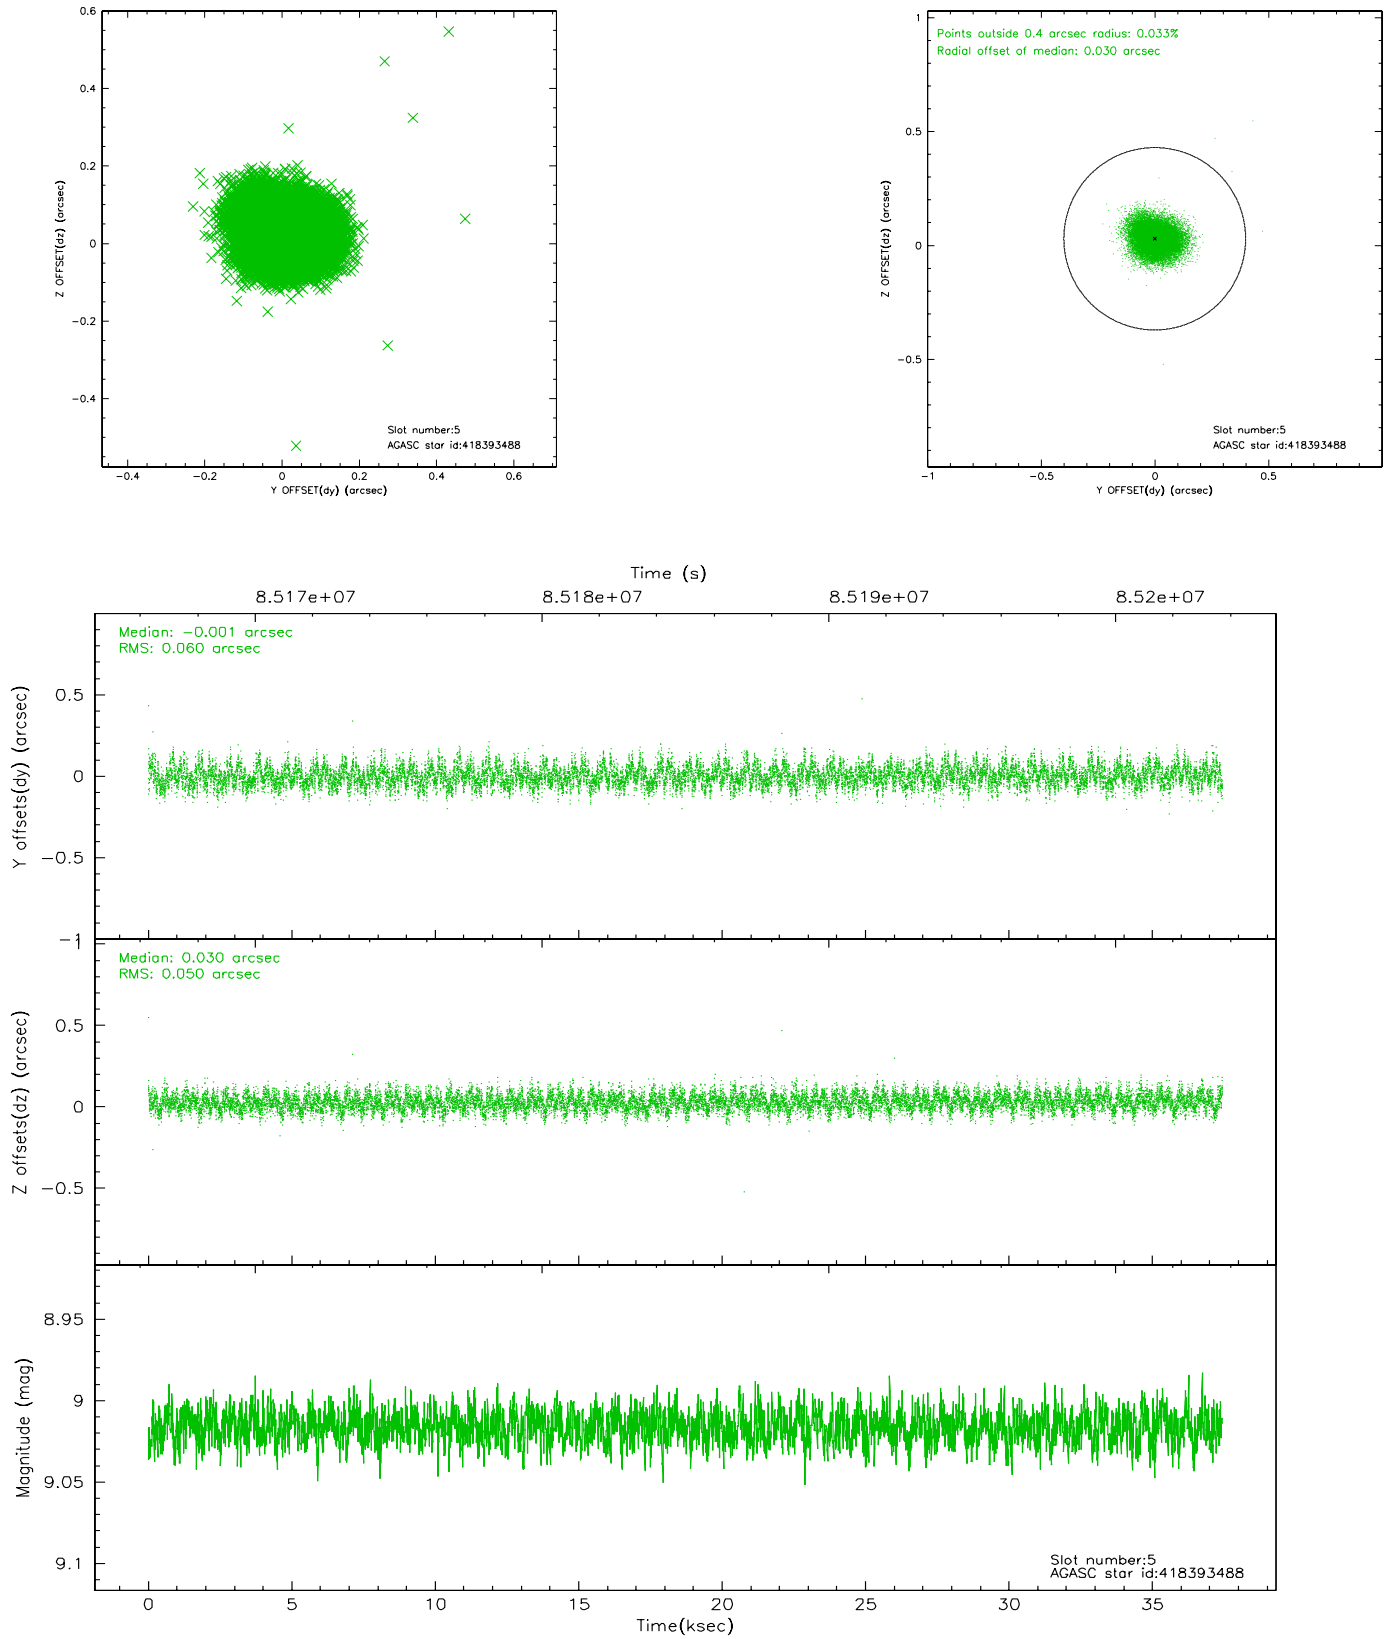 0.6
0.4
0.2
0
−0.2
−0.4
Z OFFSET(dz) (arcsec)
Slot number:5
AGASC star id:418393488
−0.4 −0.2 0 0.2 0.4 0.6
Y OFFSET(dy) (arcsec)
1
0.5
0
−0.5
Z OFFSET(dz) (arcsec)
Points outside 0.4 arcsec radius: 0.033%
Radial offset of median: 0.030 arcsec
Slot number:5
AGASC star id:418393488
−1 −0.5 0 0.5
Y OFFSET(dy) (arcsec)
Time (s)
8.517e+07 8.518e+07 8.519e+07 8.52e+07
Median: −0.001 arcsec
RMS: 0.060 arcsec
0.5
0
−0.5
−1
Y offsets(dy) (arcsec)
Median: 0.030 arcsec
RMS: 0.050 arcsec
1
0.5
0
−0.5
Z offsets(dz) (arcsec)
8.95
9
9.05
9.1
Magnitude (mag)
Slot number:5
AGASC star id:418393488
0 5 10 15 20 25 30 35
Time(ksec)